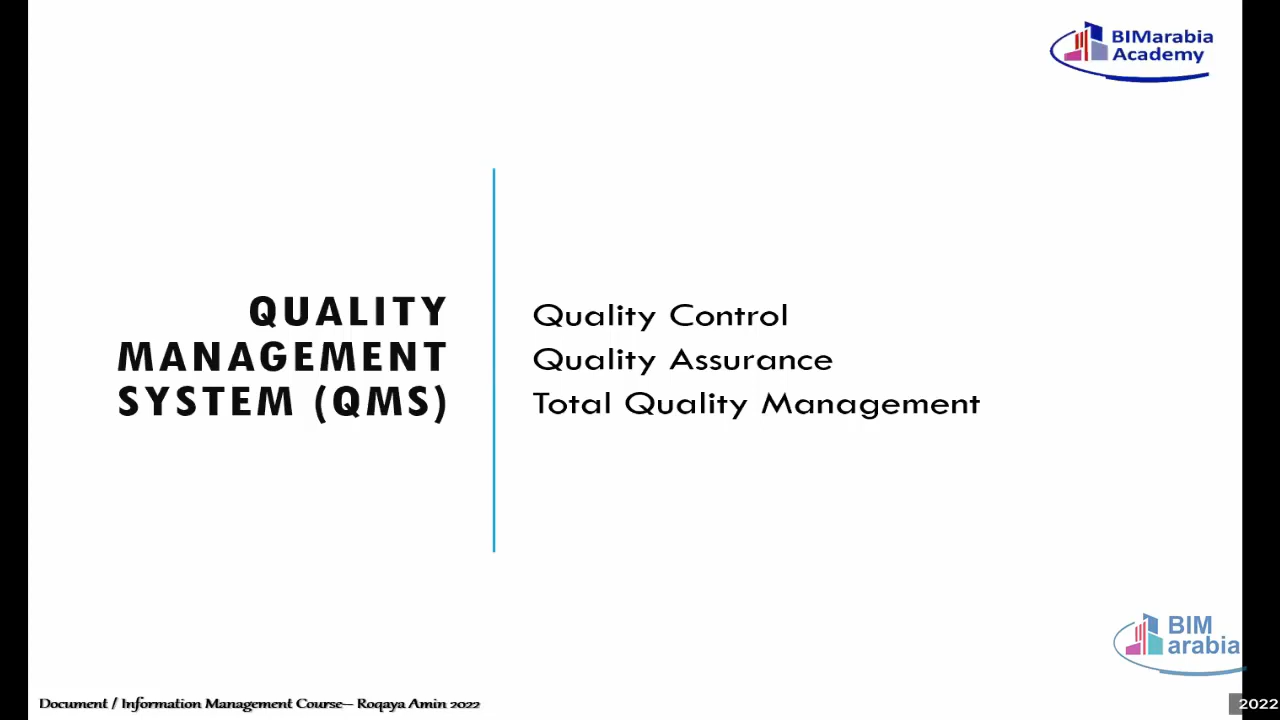 BIMarabia
Academy
QUALITY
MANAGEMENT
SYSTEM (QMS)
Quality Control
Quality Assurance
Total Quality Management
BIM
arabia
Document / Information Management Course– Roqaya Amin 2022
2022